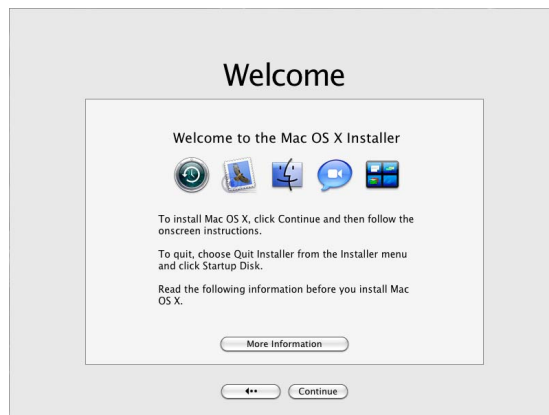 Welcome
Welcome to the Mac OS X Installer
To install Mac OS X, click Continue and then follow the
onscreen instructions.
To quit, choose Quit Installer from the Installer menu
and click Startup Disk.
Read the following information before you install Mac
OS X.
More Information
Continue